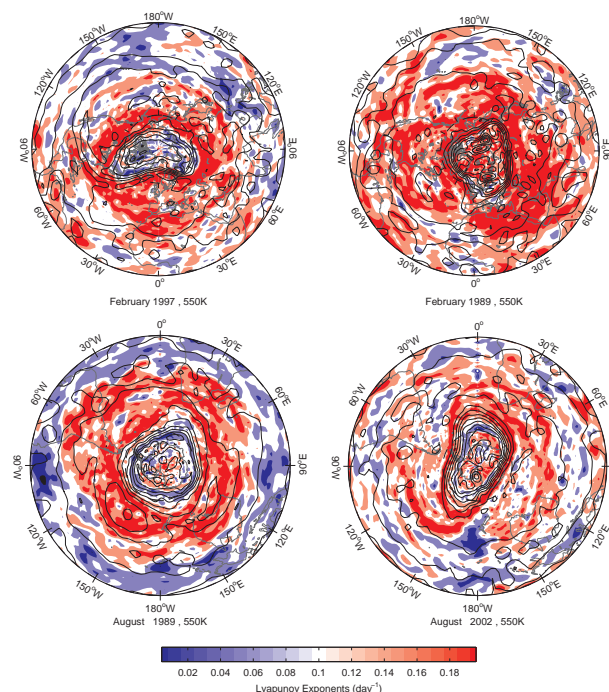 180°W
150°W 150°E
120°W 120°E
90°W 90°E
60°W 60°E
30°W 30°E
0°
February 1997 , 550K
180°W
150°W 150°E
120°W 120°E
90°W 90°E
60°W 60°E
30°W 30°E
0°
February 1989 , 550K
0°
30°W 30°E
60°W 60°E
90°W 90°E
120°W 120°E
150°W 150°E
180°W
August 1989 , 550K
0°
30°W 30°E
60°W 60°E
90°W 90°E
120°W 120°E
150°W 150°E
180°W
August 2002 , 550K
0.02 0.04 0.06 0.08 0.1 0.12 0.14 0.16 0.18
Lyapunov Exponents (day⁻¹)